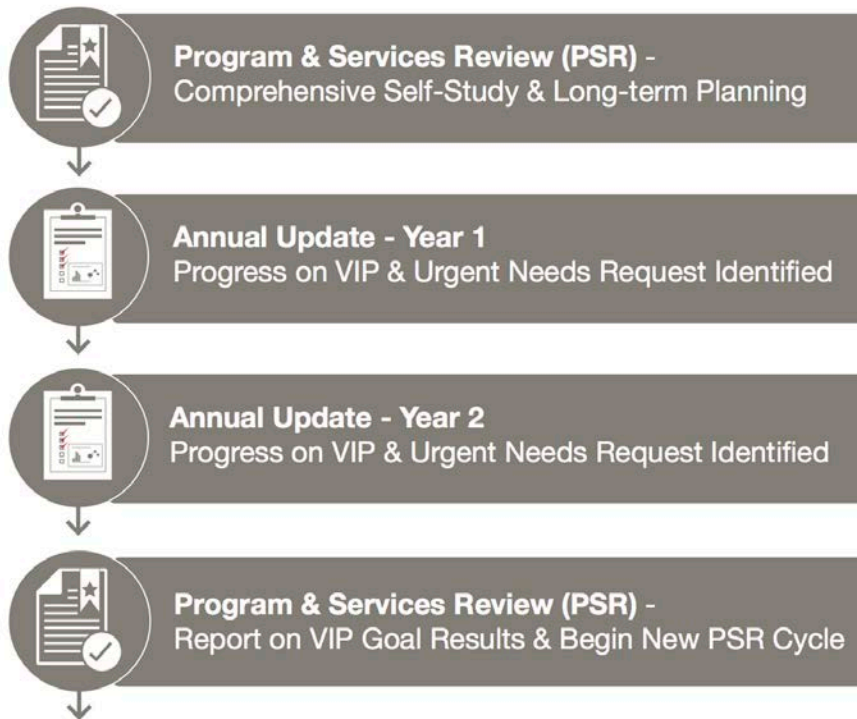 Program & Services Review (PSR) -
Comprehensive Self-Study & Long-term Planning
Annual Update - Year 1
Progress on VIP & Urgent Needs Request Identified
Annual Update - Year 2
Progress on VIP & Urgent Needs Request Identified
Program & Services Review (PSR) -
Report on VIP Goal Results & Begin New PSR Cycle